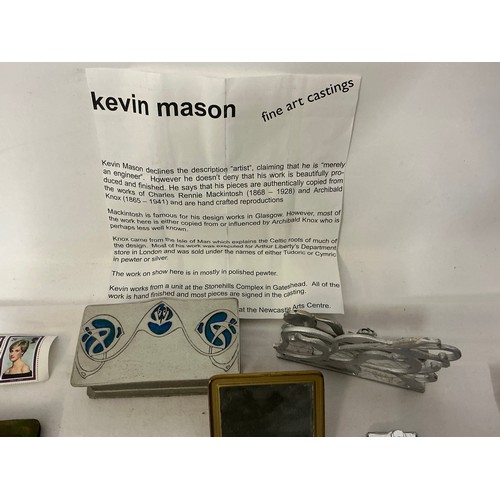 kevin mason
fine art castings
Kevin Mason declines the description "artist", claiming that he is "merely
an engineer". However he doesn't deny that his work is beautifully pro-
duced and finished. He says that his pieces are authentically copied from
the works of Charles Rennie Mackintosh (1868 – 1928) and Archibald
Knox (1865 – 1941) and are hand crafted reproductions
Mackintosh is famous for his design works in Glasgow. However, most of
the work here is either copied from or influenced by Archibald Knox who is
perhaps less well known.
Knox came from the Isle of Man which explains the Celtic roots of much of
the design. Most of his work was exported for Arthur Liberty's Department
store in London and was sold under the names of either Tudoric or Cymric
in pewter or silver.
The work on show here is in mostly in polished pewter.
Kevin works from a unit at the Stonehills Complex in Gateshead. All of the
work is hand finished and most pieces are signed in the casting.
at the Newcastle Arts Centre.